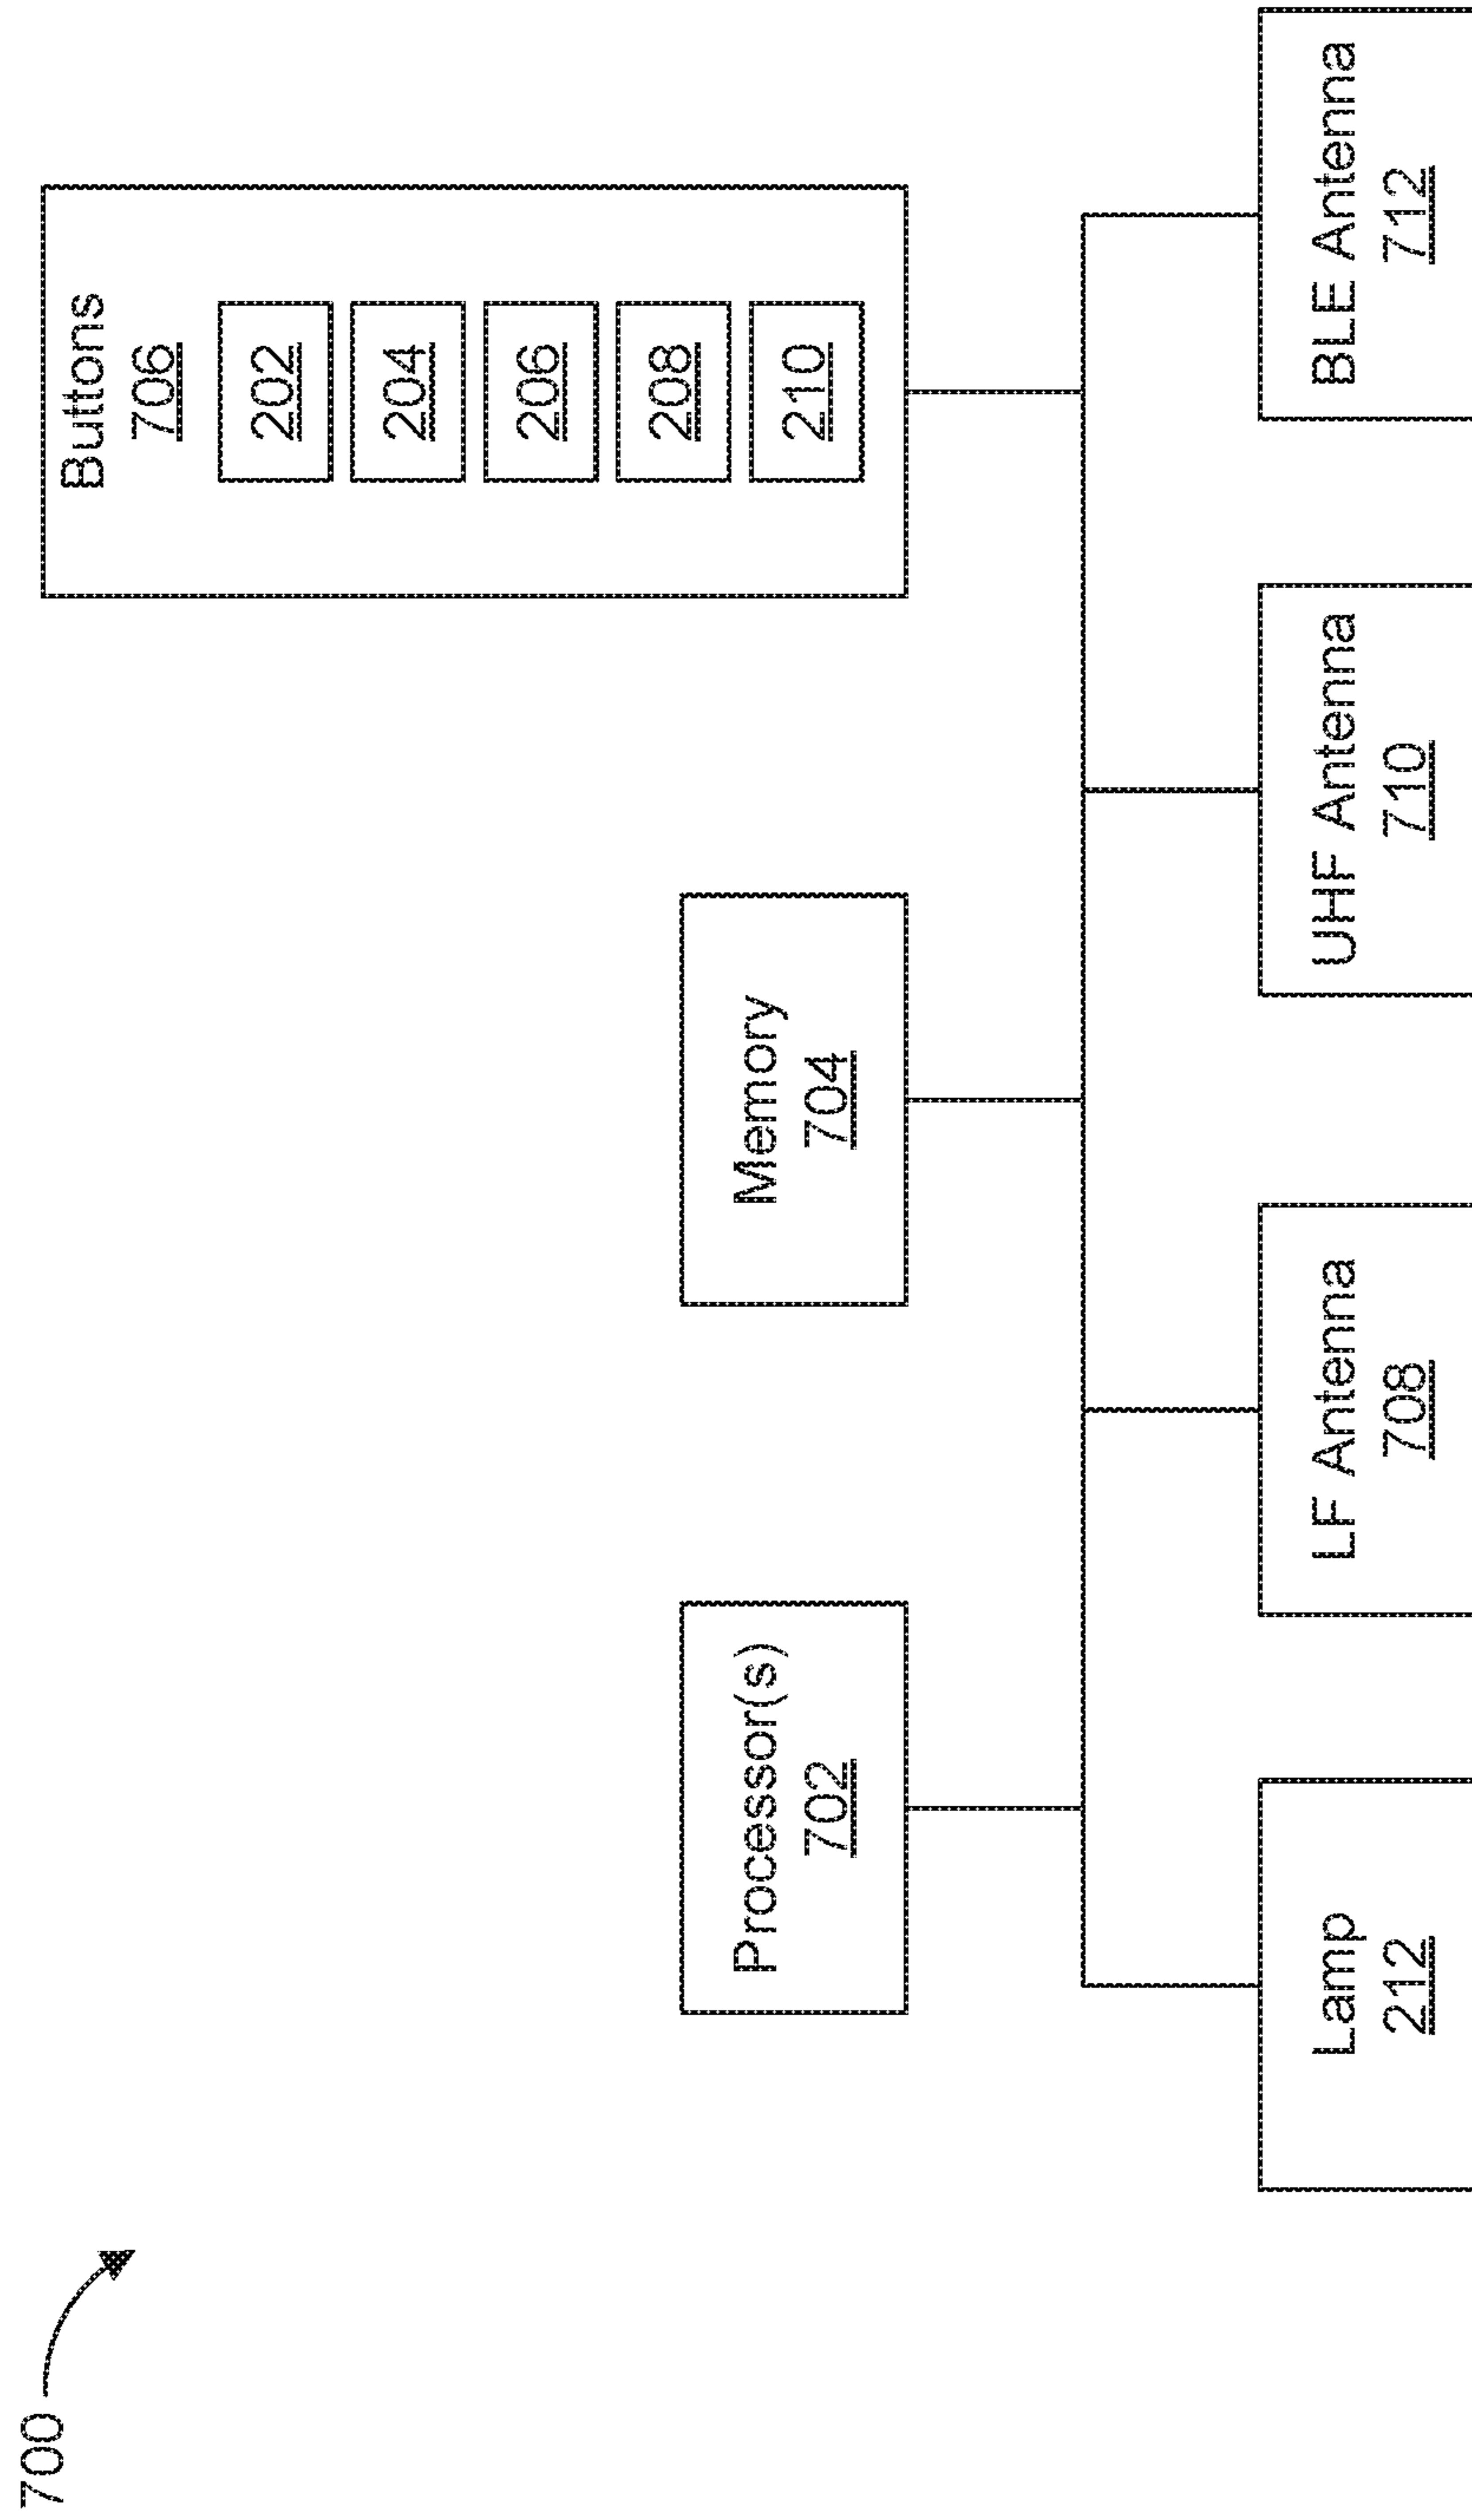 700
Processor(s)
702
Memory
704
Buttons
706
202
204
206
208
210
Lamp
212
LF Antenna
708
UHF Antenna
710
BLE Antenna
712